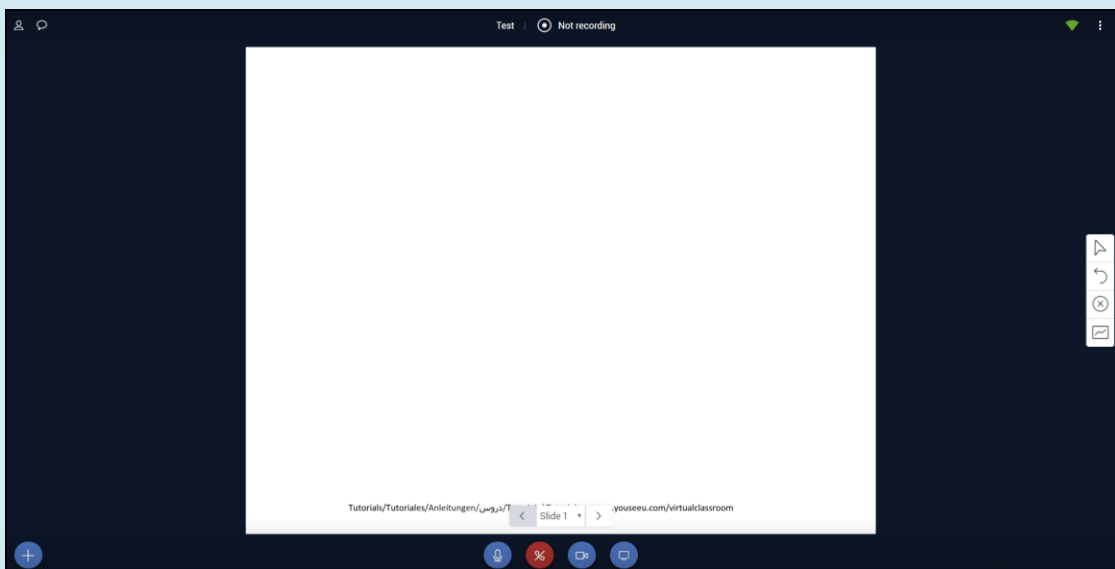 Test | Not recording
Tutorials/Tutoriales/Anleitungen/دروس/
.youseeu.com/virtualclassroom
Slide 1